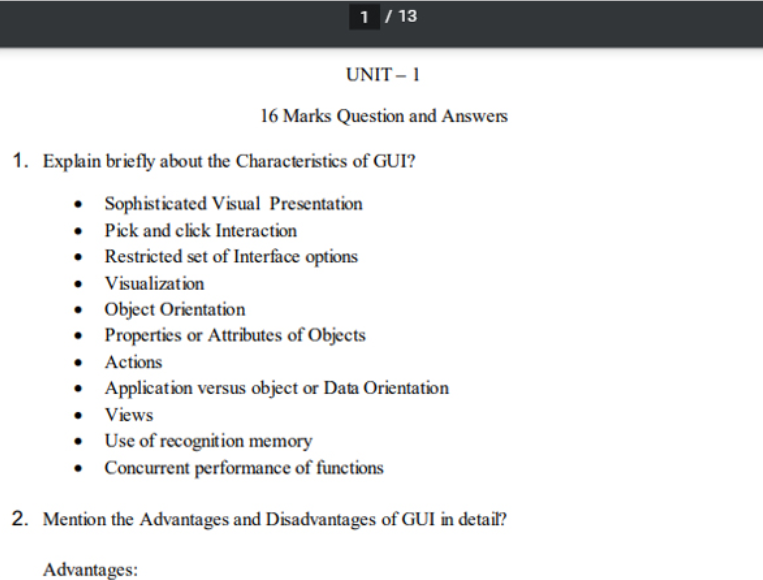 1 / 13
UNIT – 1
16 Marks Question and Answers
1. Explain briefly about the Characteristics of GUI?
• Sophisticated Visual Presentation
• Pick and click Interaction
• Restricted set of Interface options
• Visualization
• Object Orientation
• Properties or Attributes of Objects
• Actions
• Application versus object or Data Orientation
• Views
• Use of recognition memory
• Concurrent performance of functions
2. Mention the Advantages and Disadvantages of GUI in detail?
Advantages: